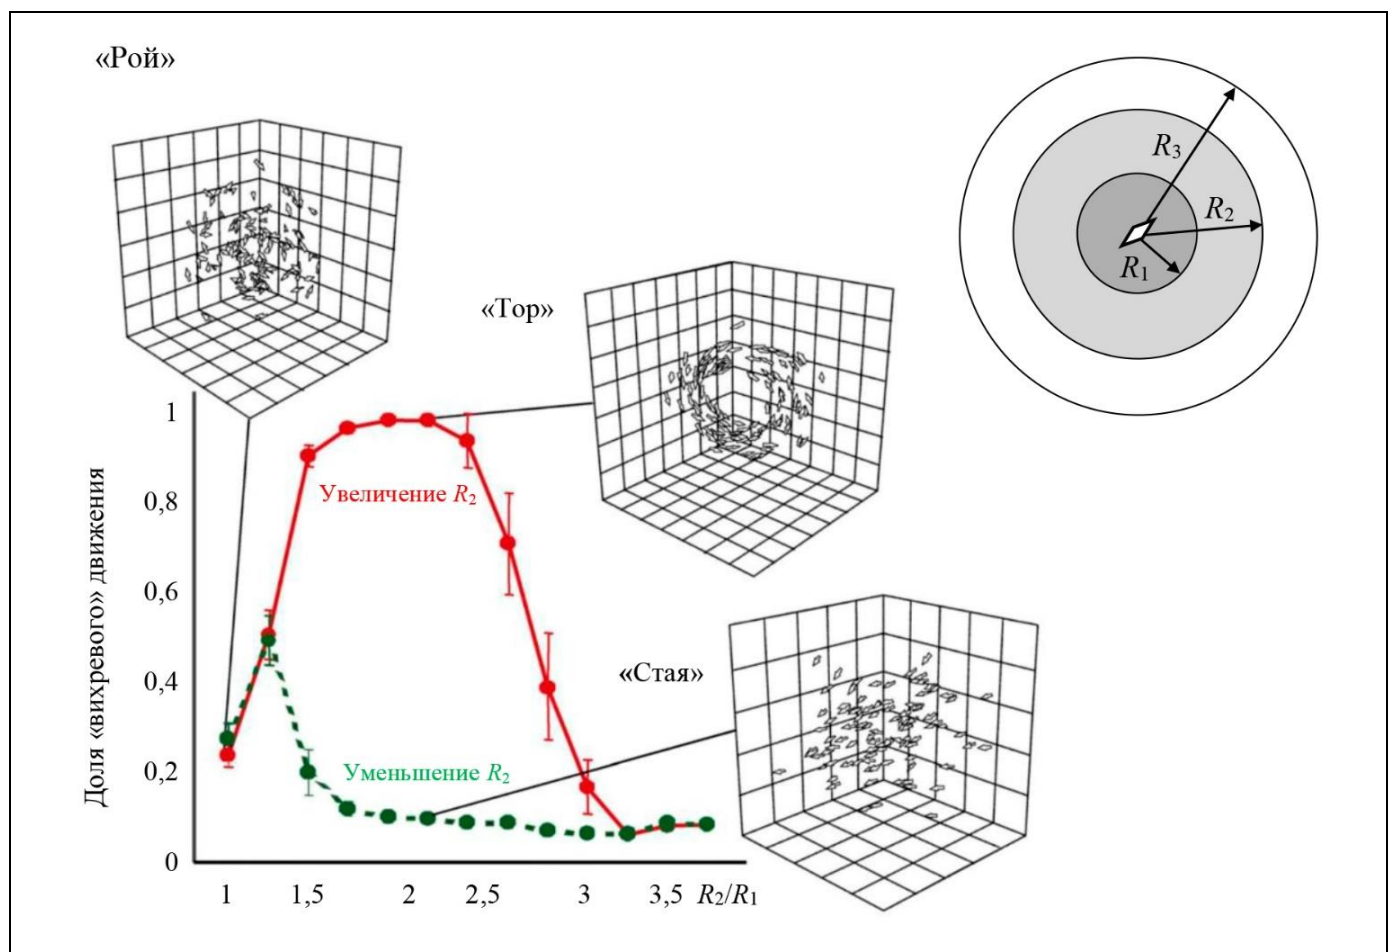 «Рой»
R3
R2
R1
«Тор»
1
Увеличение R2
0,8
0,6
0,4
«Стая»
0,2
Уменьшение R2
0
Доля «вихревого» движения
1 1,5 2 2,5 3 3,5 R2/R1